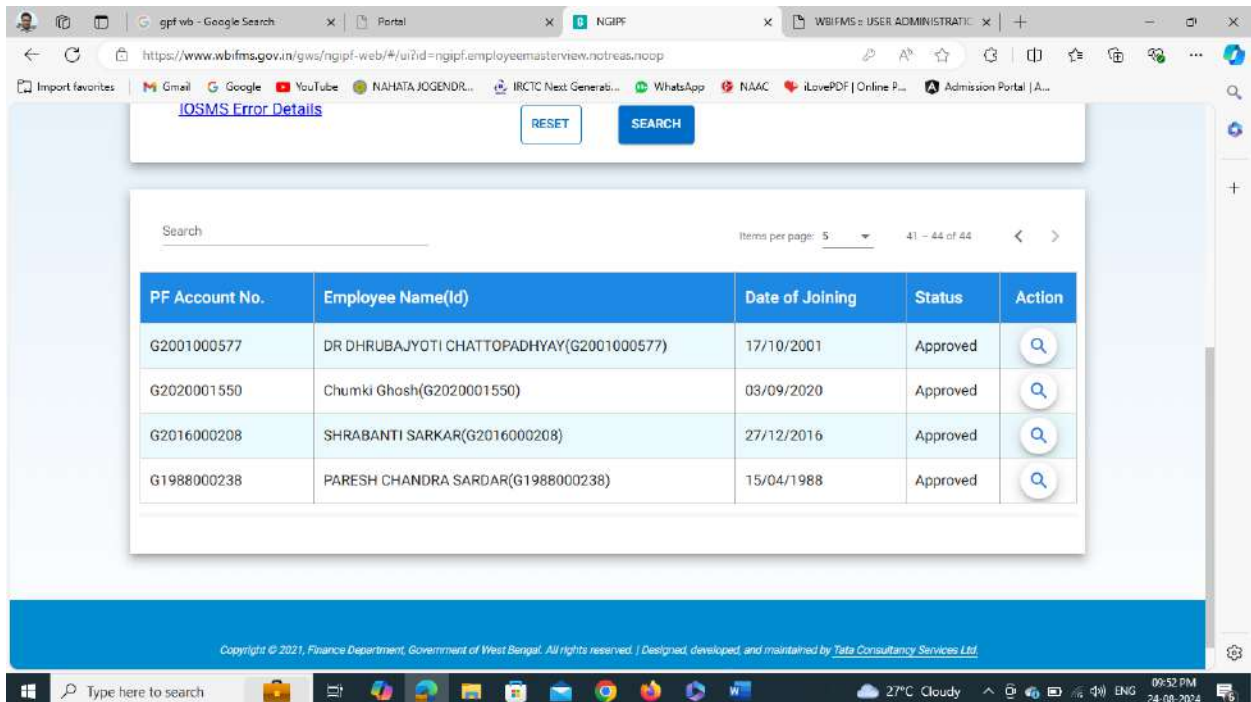 gpf wb - Google Search
Portal
NGIPF
WBIFMS :: USER ADMINISTRATIC
https://www.wbifms.gov.in/gws/ngipf-web/#/ui?id=ngipf.employeemasterview.notreas.noop
Import favorites
Gmail
Google
YouTube
NAHATA JOGENDR...
IRCTC Next Generati...
WhatsApp
NAAC
iLovePDF | Online P...
Admission Portal | A...
IOSMS Error Details
RESET
SEARCH
Search
Items per page: 5
41 – 44 of 44
PF Account No. Employee Name(Id) Date of Joining Status Action
G2001000577 DR DHRUBAJYOTI CHATTOPADHYAY(G2001000577) 17/10/2001 Approved
G2020001550 Chumki Ghosh(G2020001550) 03/09/2020 Approved
G2016000208 SHRABANTI SARKAR(G2016000208) 27/12/2016 Approved
G1988000238 PARESH CHANDRA SARDAR(G1988000238) 15/04/1988 Approved
Copyright © 2021, Finance Department, Government of West Bengal. All rights reserved. | Designed, developed, and maintained by Tata Consultancy Services Ltd.
Type here to search
27°C Cloudy
ENG
09:52 PM
24-08-2024